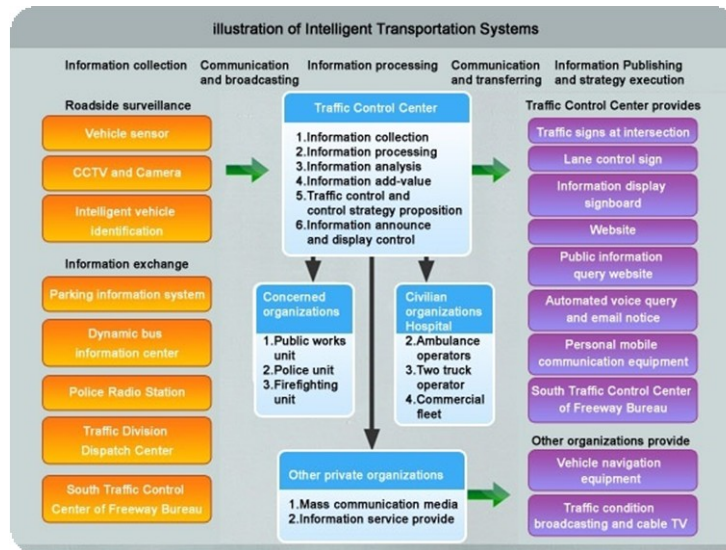 illustration of Intelligent Transportation Systems
Information collection
Communication
and broadcasting
Information processing
Communication
and transferring
Information Publishing
and strategy execution
Roadside surveillance
Vehicle sensor
CCTV and Camera
Intelligent vehicle
identification
Information exchange
Parking information system
Dynamic bus
information center
Police Radio Station
Traffic Division
Dispatch Center
South Traffic Control
Center of Freeway Bureau
Traffic Control Center
1.Information collection
2.Information processing
3.Information analysis
4.Information add-value
5.Traffic control and
control strategy proposition
6.Information announce
and display control
Concerned
organizations
1.Public works
unit
2.Police unit
3.Firefighting
unit
Civilian
organizations
Hospital
2.Ambulance
operators
3.Two truck
operator
4.Commercial
fleet
Other private organizations
1.Mass communication media
2.Information service provide
Traffic Control Center provides
Traffic signs at intersection
Lane control sign
Information display
signboard
Website
Public information
query website
Automated voice query
and email notice
Personal mobile
communication equipment
South Traffic Control Center
of Freeway Bureau
Other organizations provide
Vehicle navigation
equipment
Traffic condition
broadcasting and cable TV